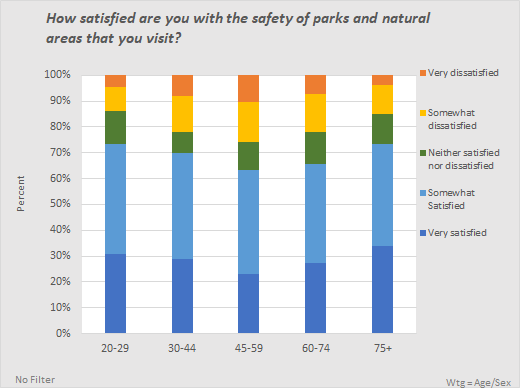 How satisfied are you with the safety of parks and natural
areas that you visit?
100%
90%
80%
70%
60%
50%
40%
30%
20%
10%
0%
Percent
20-29
30-44
45-59
60-74
75+
Very dissatisfied
Somewhat
dissatisfied
Neither satisfied
nor dissatisfied
Somewhat
Satisfied
Very satisfied
No Filter
Wtg = Age/Sex